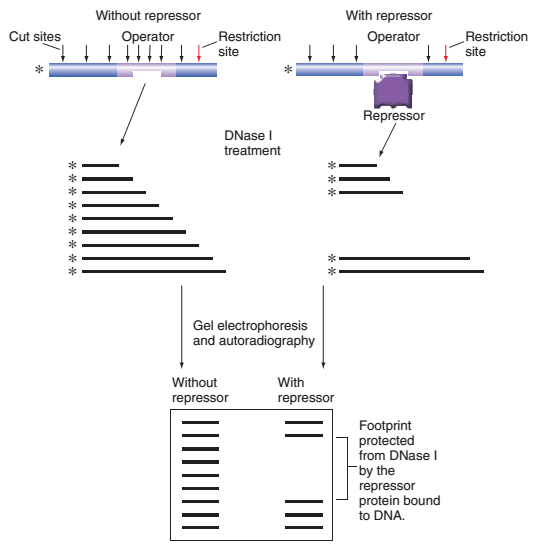 Without repressor
Cut sites
Operator
Restriction
site
*
With repressor
Operator
Restriction
site
*
Repressor
DNase I
treatment
*
*
*
*
*
*
*
*
*
*
*
*
*
*
Gel electrophoresis
and autoradiography
Without
repressor
With
repressor
Footprint
protected
from DNase I
by the
repressor
protein bound
to DNA.